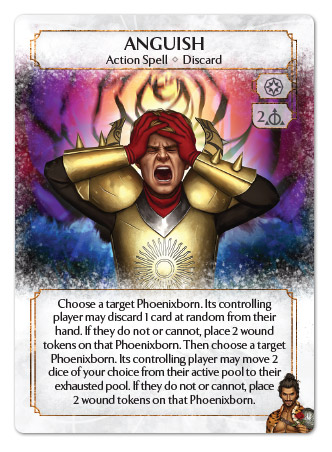 ANGUISH
Action Spell ◇ Discard
2
Choose a target Phoenixborn. Its controlling
player may discard 1 card at random from their
hand. If they do not or cannot, place 2 wound
tokens on that Phoenixborn. Then choose a target
Phoenixborn. Its controlling player may move 2
dice of your choice from their active pool to their
exhausted pool. If they do not or cannot, place
2 wound tokens on that Phoenixborn.